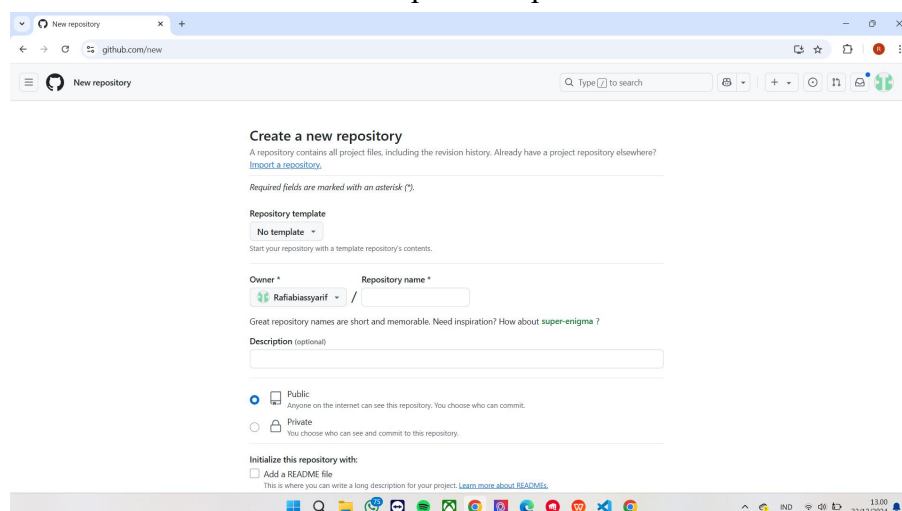 New repository
github.com/new
R
New repository
Type / to search
Create a new repository
A repository contains all project files, including the revision history. Already have a project repository elsewhere?
Import a repository.
Required fields are marked with an asterisk (*).
Repository template
No template
Start your repository with a template repository's contents.
Owner * Repository name *
Rafiabiassyarif /
Great repository names are short and memorable. Need inspiration? How about super-enigma ?
Description (optional)
Public
Anyone on the internet can see this repository. You choose who can commit.
Private
You choose who can see and commit to this repository.
Initialize this repository with:
Add a README file
This is where you can write a long description for your project. Learn more about READMEs.
75
IND
13.00